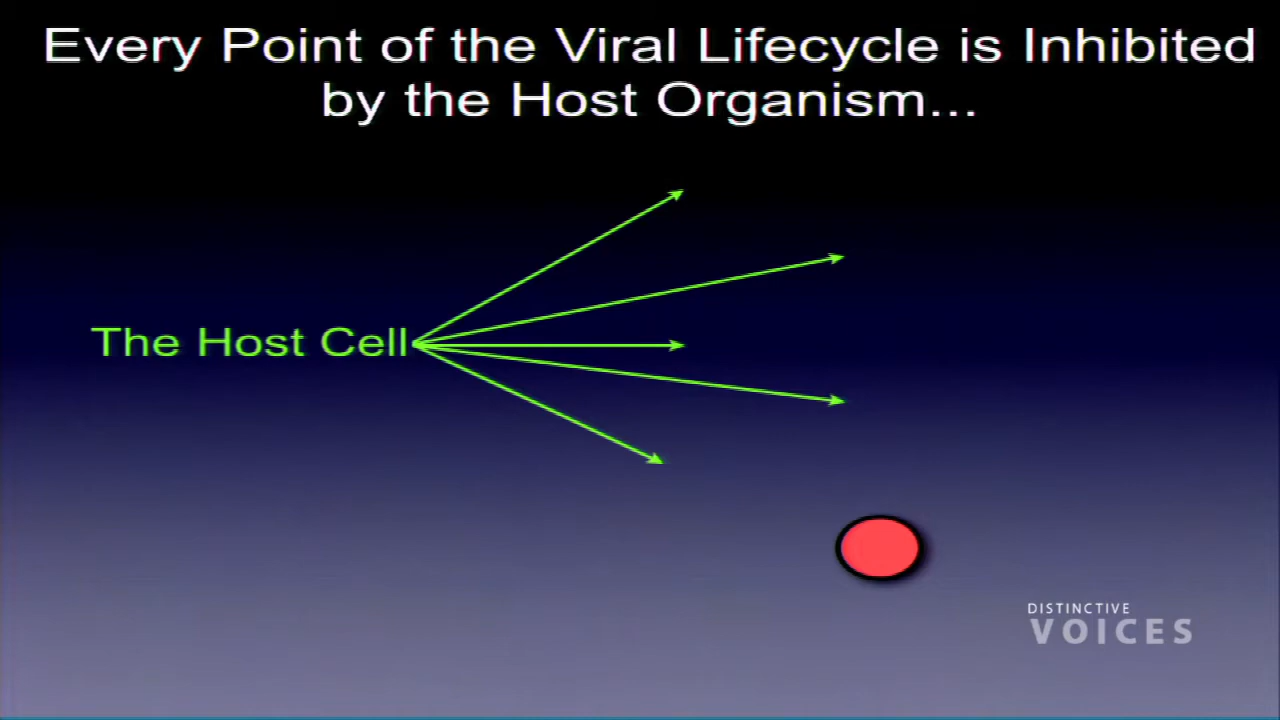 Every Point of the Viral Lifecycle is Inhibited
by the Host Organism...
The Host Cell
DISTINCTIVE
VOICES